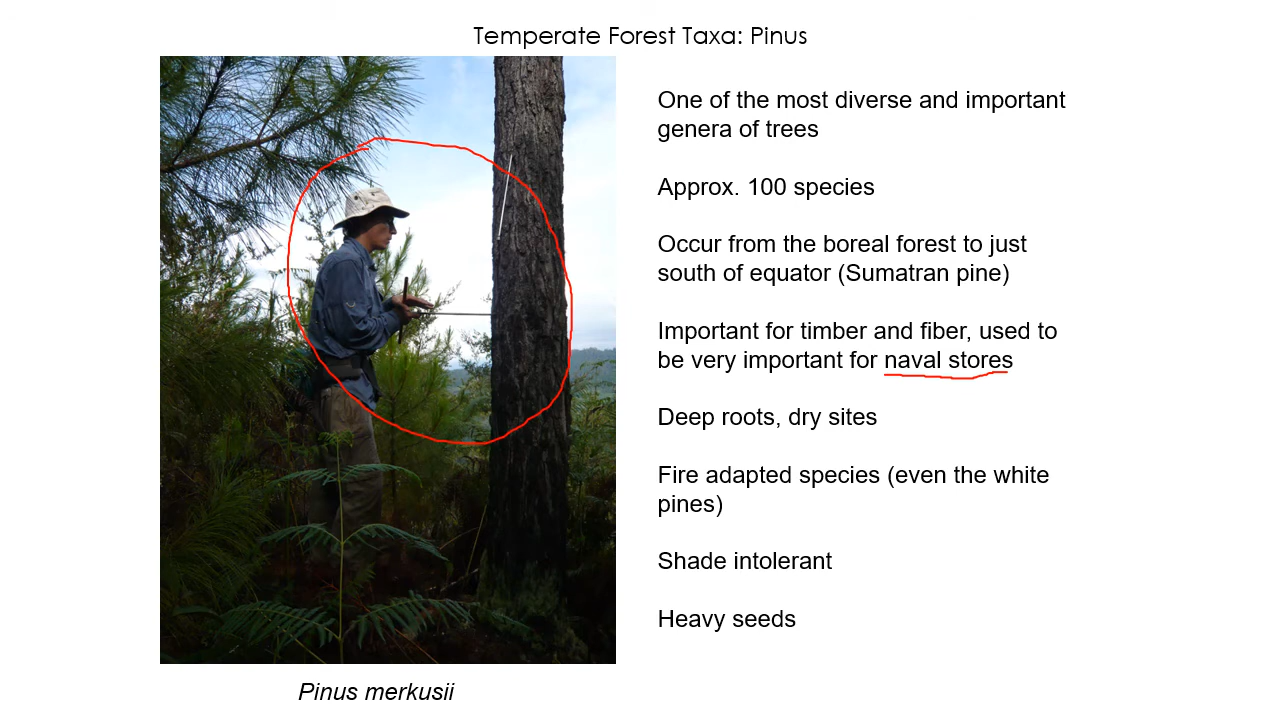 Temperate Forest Taxa: Pinus
One of the most diverse and important
genera of trees
Approx. 100 species
Occur from the boreal forest to just
south of equator (Sumatran pine)
Important for timber and fiber, used to
be very important for naval stores
Deep roots, dry sites
Fire adapted species (even the white
pines)
Shade intolerant
Heavy seeds
Pinus merkusii